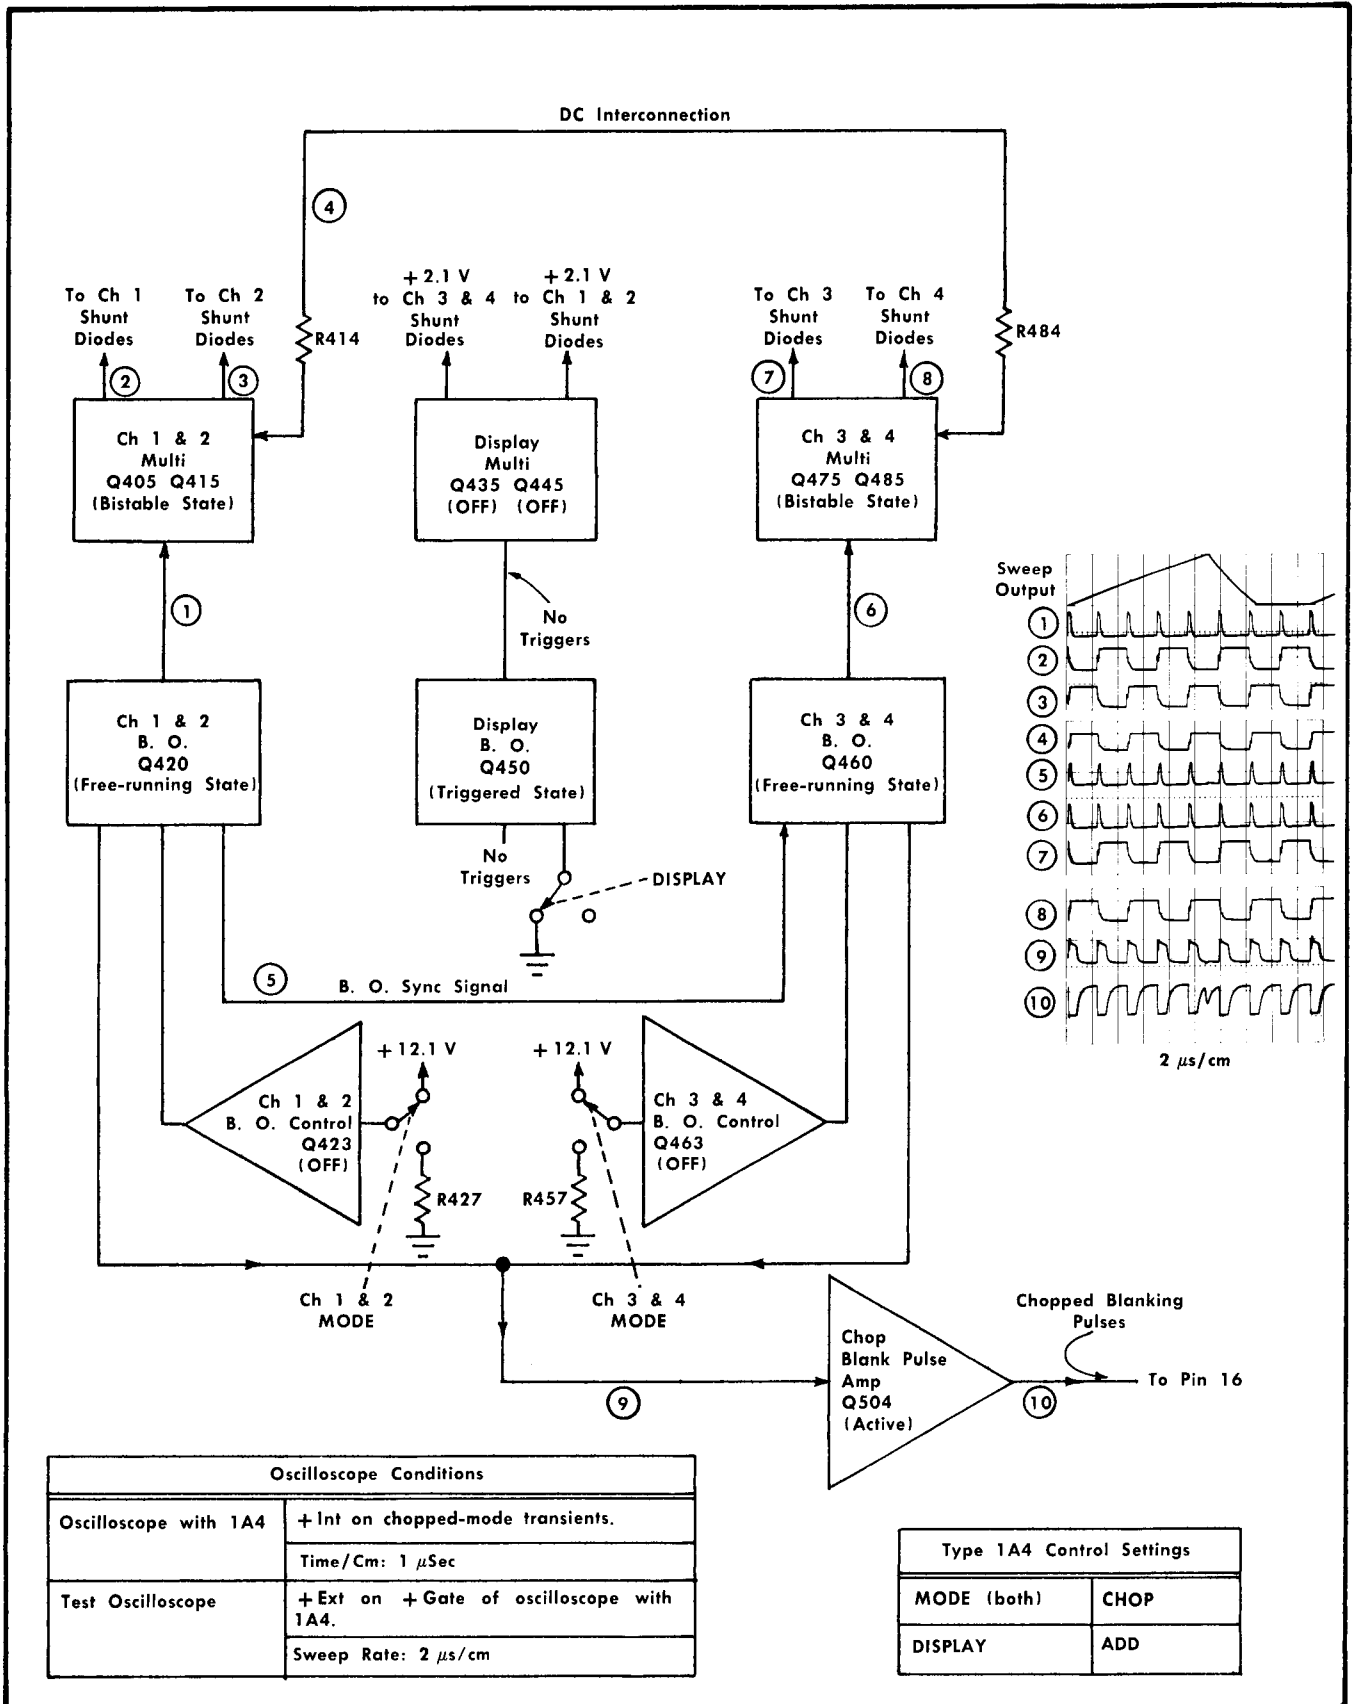 DC Interconnection
4
To Ch 1
Shunt
Diodes
To Ch 2
Shunt
Diodes
R414
+ 2.1 V
to Ch 3 & 4
Shunt
Diodes
+ 2.1 V
to Ch 1 & 2
Shunt
Diodes
To Ch 3
Shunt
Diodes
To Ch 4
Shunt
Diodes
R484
2
3
7
8
Ch 1 & 2
Multi
Q405 Q415
(Bistable State)
Display
Multi
Q435 Q445
(OFF) (OFF)
Ch 3 & 4
Multi
Q475 Q485
(Bistable State)
1
No
Triggers
6
Ch 1 & 2
B. O.
Q420
(Free-running State)
Display
B. O.
Q450
(Triggered State)
Ch 3 & 4
B. O.
Q460
(Free-running State)
No
Triggers
DISPLAY
5
B. O. Sync Signal
Sweep
Output
1
2
3
4
5
6
7
8
9
10
2 μs/cm
+ 12.1 V
+ 12.1 V
Ch 1 & 2
B. O. Control
Q423
(OFF)
Ch 3 & 4
B. O. Control
Q463
(OFF)
R427
R457
Ch 1 & 2
MODE
Ch 3 & 4
MODE
9
Chop
Blank Pulse
Amp
Q504
(Active)
Chopped Blanking
Pulses
10
To Pin 16
Oscilloscope Conditions
Oscilloscope with 1A4
+ Int on chopped-mode transients.
Time/Cm: 1 μSec
Test Oscilloscope
+ Ext on + Gate of oscilloscope with
1A4.
Sweep Rate: 2 μs/cm
Type 1A4 Control Settings
MODE (both)
CHOP
DISPLAY
ADD